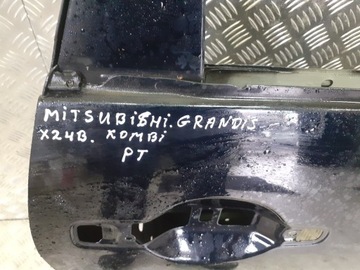 MiTSUBiSHi. GRANDiS
X24B. KOMBi
PT